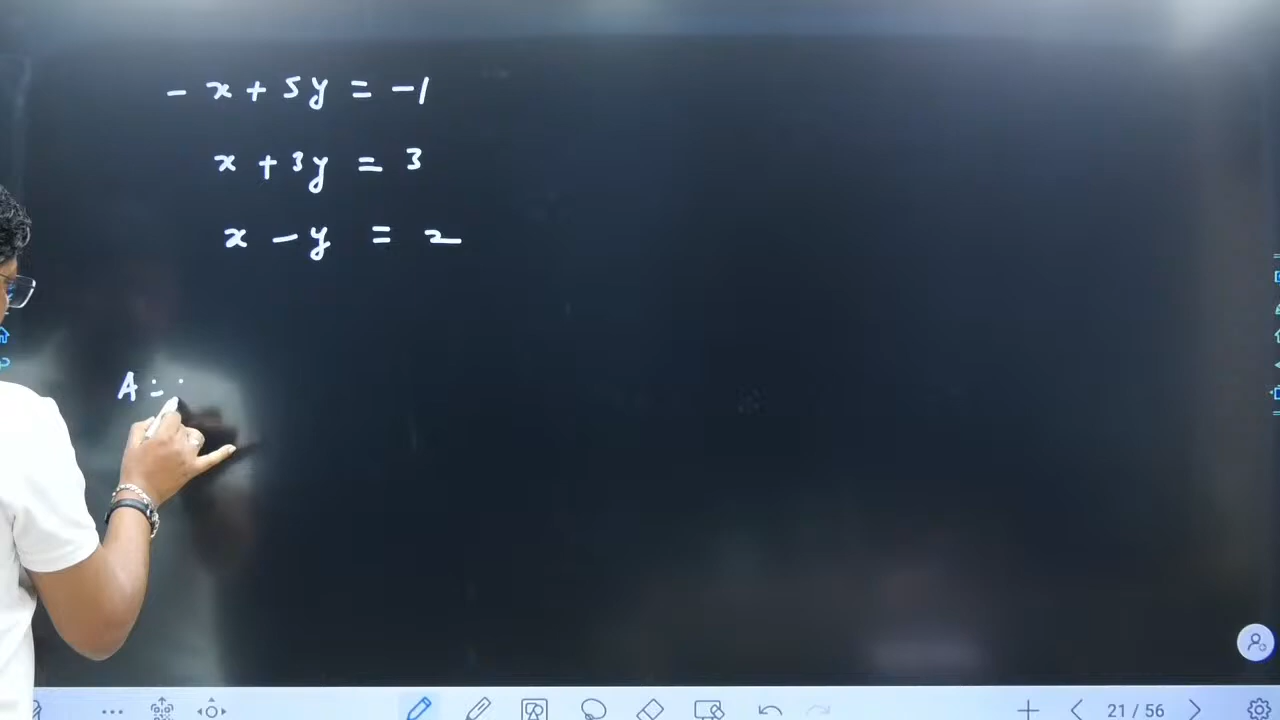 - x + 5y = -1
x + 3y = 3
x - y = 2
A =
21 / 56